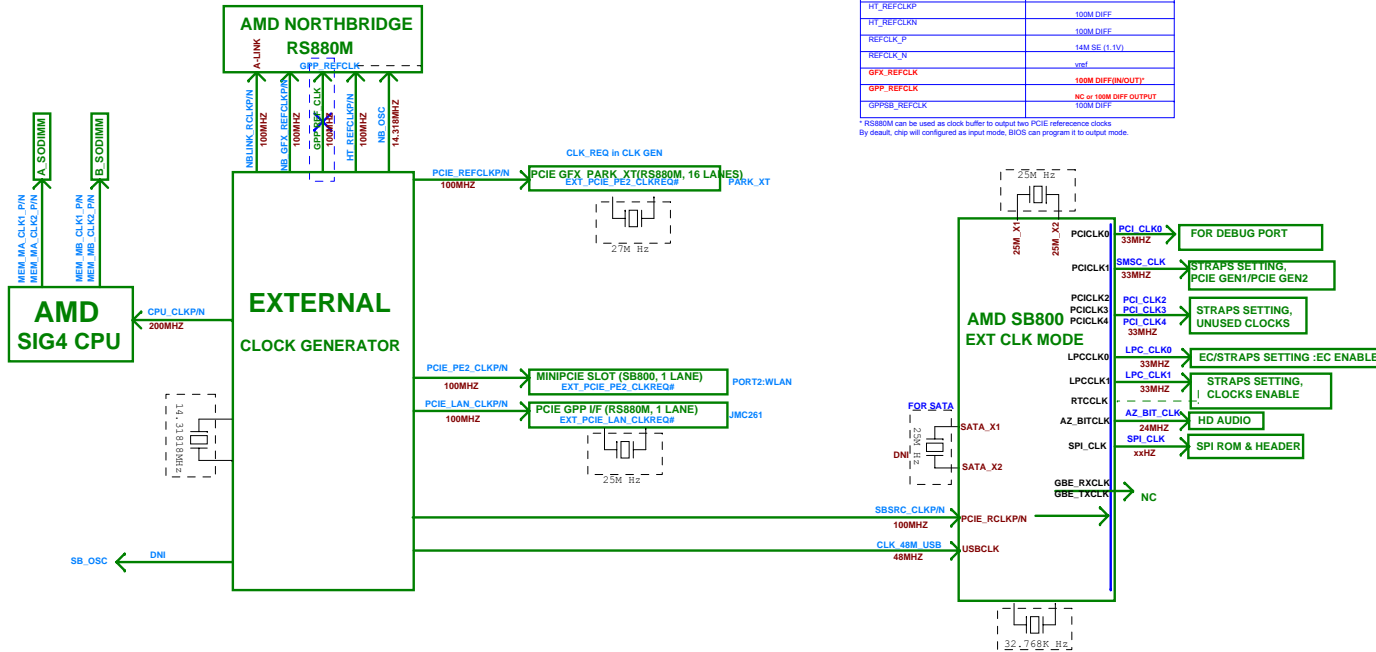 AMD NORTHBRIDGE
RS880M
GPP_REFCLK
A-LINK
NBLINK_RCLKP/N
100MHZ
NB_GFX_REFCLKP/N
100MHZ
GPP_REF_CLK
100MHZ
HT_REFCLKP/N
100MHZ
NB_OSC
14.318MHZ
HT_REFCLKP
100M DIFF
HT_REFCLKN
100M DIFF
REFCLK_P
14M SE (1.1V)
REFCLK_N
vref
GFX_REFCLK
100M DIFF(IN/OUT)*
GPP_REFCLK
NC or 100M DIFF OUTPUT
GPPSB_REFCLK
100M DIFF
* RS880M can be used as clock buffer to output two PCIE referecence clocks
By deault, chip will configured as input mode, BIOS can program it to output mode.
A_SODIMM
B_SODIMM
MEM_MA_CLK1_P/N
MEM_MA_CLK2_P/N
MEM_MB_CLK1_P/N
MEM_MB_CLK2_P/N
AMD
SIG4 CPU
CPU_CLKP/N
200MHZ
EXTERNAL
CLOCK GENERATOR
14.31818MHz
SB_OSC
DNI
CLK_REQ in CLK GEN
PCIE_REFCLKP/N
100MHZ
PCIE GFX PARK_XT(RS880M, 16 LANES)
EXT_PCIE_PE2_CLKREQ#
PARK_XT
27M Hz
PCIE_PE2_CLKP/N
100MHZ
MINIPCIE SLOT (SB800, 1 LANE)
EXT_PCIE_PE2_CLKREQ#
PORT2:WLAN
PCIE_LAN_CLKP/N
100MHZ
PCIE GPP I/F (RS880M, 1 LANE)
EXT_PCIE_LAN_CLKREQ#
JMC261
25M Hz
SBSRC_CLKP/N
100MHZ
CLK_48M_USB
48MHZ
25M Hz
25M_X1
25M_X2
AMD SB800
EXT CLK MODE
FOR SATA
25M Hz
DNI
SATA_X1
SATA_X2
PCIE_RCLKP/N
USBCLK
32.768K Hz
PCICLK0
PCI_CLK0
33MHZ
FOR DEBUG PORT
PCICLK1
SMSC_CLK
33MHZ
STRAPS SETTING,
PCIE GEN1/PCIE GEN2
PCICLK2
PCICLK3
PCICLK4
PCI_CLK2
PCI_CLK3
PCI_CLK4
33MHZ
STRAPS SETTING,
UNUSED CLOCKS
LPCCLK0
LPC_CLK0
33MHZ
EC/STRAPS SETTING :EC ENABLE
LPCCLK1
LPC_CLK1
33MHZ
STRAPS SETTING,
CLOCKS ENABLE
RTCCLK
AZ_BITCLK
AZ_BIT_CLK
24MHZ
HD AUDIO
SPI_CLK
SPI_CLK
xxHZ
SPI ROM & HEADER
GBE_RXCLK
GBE_TXCLK
NC